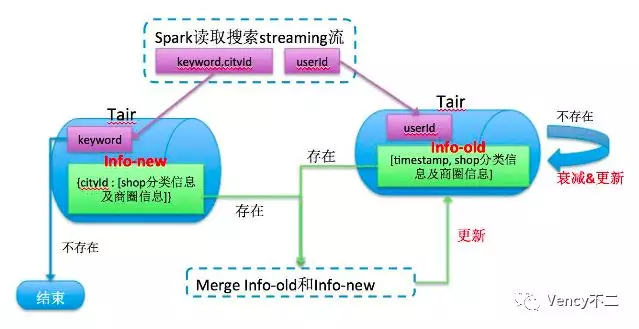 Spark读取搜索streaming流
keyword,cityId
userId
Tair
keyword
Info-new
{cityId : [shop分类信息
及商圈信息]}
Tair
userId
Info-old
[timestamp, shop分类信
息及商圈信息]
不存在
衰减&更新
存在
存在
不存在
更新
结束
Merge Info-old和Info-new
Vency不二